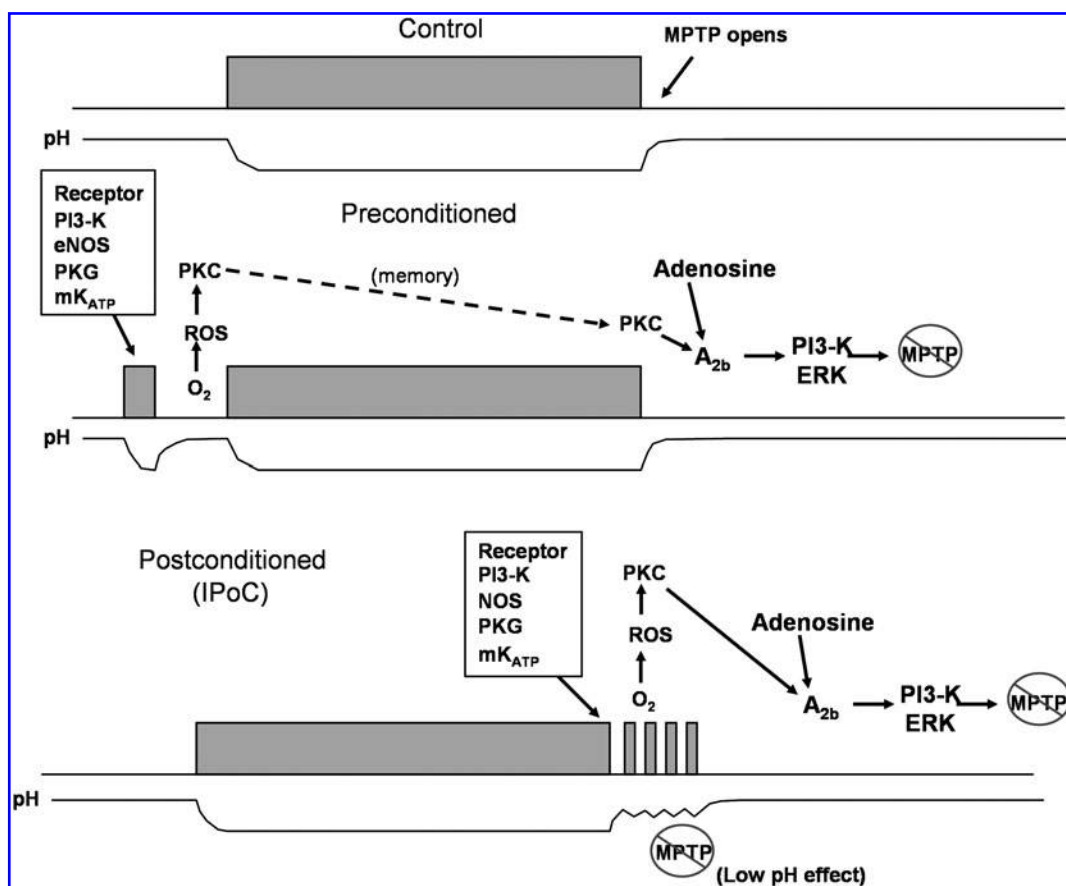 Control
MPTP opens
pH
Receptor
PI3-K
eNOS
PKG
mKATP
Preconditioned
PKC
(memory)
Adenosine
ROS
PKC
A2b
PI3-K
ERK
MPTP
O2
pH
Postconditioned
(IPoC)
Receptor
PI3-K
NOS
PKG
mKATP
PKC
ROS
O2
Adenosine
A2b
PI3-K
ERK
MPTP
pH
MPTP
(Low pH effect)